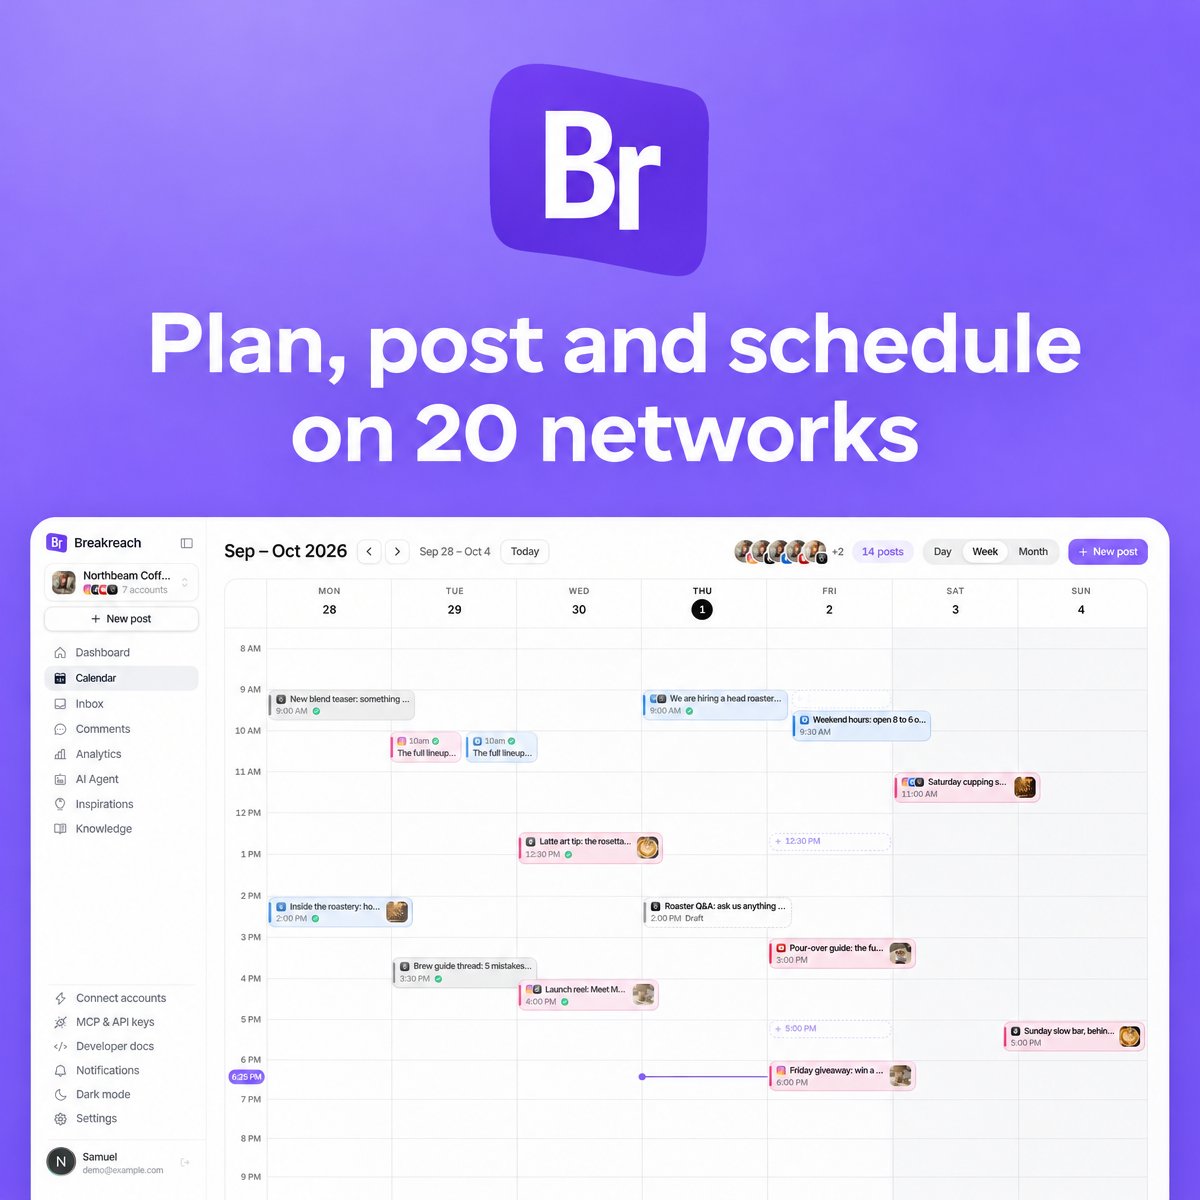 Br
Plan, post and schedule
on 20 networks
Br Breakreach
Northbeam Coff...
7 accounts
+ New post
Dashboard
Calendar
Inbox
Comments
Analytics
AI Agent
Inspirations
Knowledge
Connect accounts
MCP & API keys
Developer docs
Notifications
Dark mode
Settings
N Samuel
demo@example.com
Sep – Oct 2026 < > Sep 28 – Oct 4 Today +2 14 posts Day Week Month + New post
MON TUE WED THU FRI SAT SUN
28 29 30 1 2 3 4
8 AM
9 AM
New blend teaser: something ...
9:00 AM
We are hiring a head roaster...
9:00 AM
Weekend hours: open 8 to 6 o...
9:30 AM
10 AM
10am
The full lineup...
10am
The full lineup...
11 AM
Saturday cupping s...
11:00 AM
12 PM
Latte art tip: the rosetta...
12:30 PM
+ 12:30 PM
1 PM
2 PM
Inside the roastery: ho...
2:00 PM
Roaster Q&A: ask us anything ...
2:00 PM Draft
3 PM
Pour-over guide: the fu...
3:00 PM
Brew guide thread: 5 mistakes...
3:30 PM
4 PM
Launch reel: Meet M...
4:00 PM
5 PM
+ 5:00 PM
Sunday slow bar, behin...
5:00 PM
6 PM
6:25 PM
Friday giveaway: win a ...
6:00 PM
7 PM
8 PM
9 PM